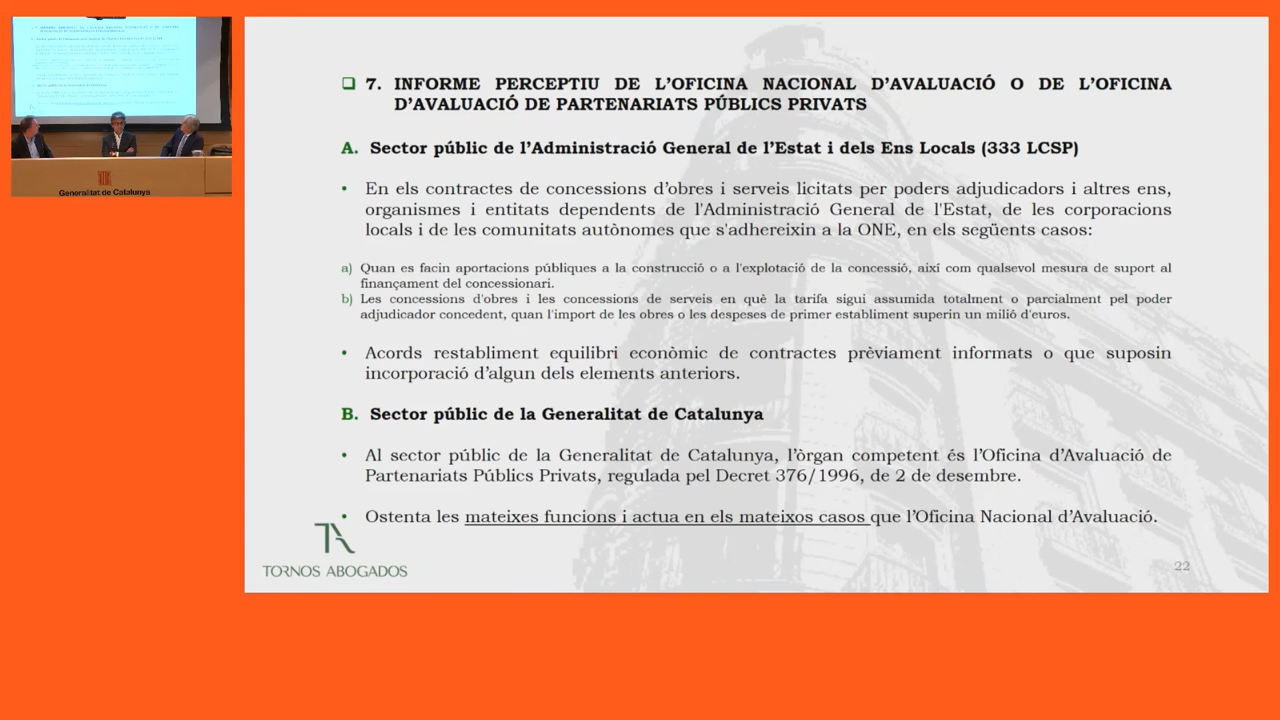 7. INFORME PERCEPTIU DE L'OFICINA NACIONAL D'AVALUACIÓ O DE L'OFICINA
D'AVALUACIÓ DE PARTENARIATS PÚBLICS PRIVATS
A. Sector públic de l'Administració General de l'Estat i dels Ens Locals (333 LCSP)
• En els contractes de concessions d'obres i serveis licitats per poders adjudicadors i altres ens,
organismes i entitats dependents de l'Administració General de l'Estat, de les corporacions
locals i de les comunitats autònomes que s'adhereixin a la ONE, en els següents casos:
a) Quan es facin aportacions públiques a la construcció o a l'explotació de la concessió, així com qualsevol mesura de suport al
finançament del concessionari.
b) Les concessions d'obres i les concessions de serveis en què la tarifa sigui assumida totalment o parcialment pel poder
adjudicador concedent, quan l'import de les obres o les despeses de primer establiment superin un milió d'euros.
• Acords restabliment equilibri econòmic de contractes prèviament informats o que suposin
incorporació d'algun dels elements anteriors.
B. Sector públic de la Generalitat de Catalunya
• Al sector públic de la Generalitat de Catalunya, l'òrgan competent és l'Oficina d'Avaluació de
Partenariats Públics Privats, regulada pel Decret 376/1996, de 2 de desembre.
• Ostenta les mateixes funcions i actua en els mateixos casos que l'Oficina Nacional d'Avaluació.
TORNOS ABOGADOS
22
Generalitat de Catalunya